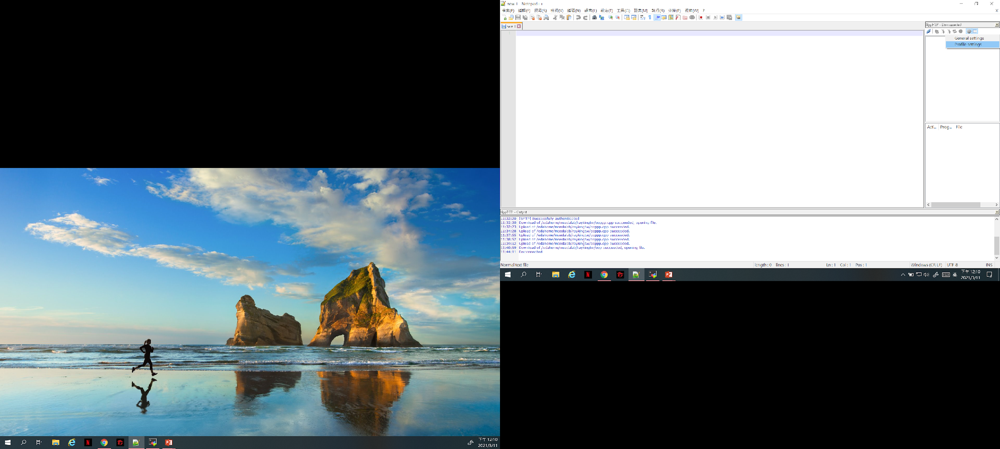 new 1 - Notepad++
檔案(F) 編輯(E) 搜尋(S) 檢視(V) 編碼(N) 語言(L) 設定(T) 工具(O) 巨集(M) 執行(R) 外掛(P) 視窗(W) ? X
new 1
NppFTP - Disconnected
1
General settings
Profile settings
Acti... Prog... File
NppFTP - Output
11:32:20 [SFTP] Successfully authenticated
11:32:20 Download of /edahome/msedalab/raykingtw/ooppp.cpp succeeded, opening file.
11:32:23 Upload of /edahome/msedalab/raykingtw/ooppp.cpp succeeded.
11:34:28 Upload of /edahome/msedalab/raykingtw/ooppp.cpp succeeded.
11:37:55 Upload of /edahome/msedalab/raykingtw/ooppp.cpp succeeded.
11:38:52 Upload of /edahome/msedalab/raykingtw/ooppp.cpp succeeded.
11:39:12 Upload of /edahome/msedalab/raykingtw/ooppp.cpp succeeded.
11:40:59 Download of /edahome/msedalab/raykingtw/oop succeeded, opening file.
11:44:11 Disconnected
Normal text file length : 0 lines : 1 Ln : 1 Col : 1 Pos : 1 Windows (CR LF) UTF-8 INS
英
下午 12:10
2021/3/11
下午 12:10
2021/3/11